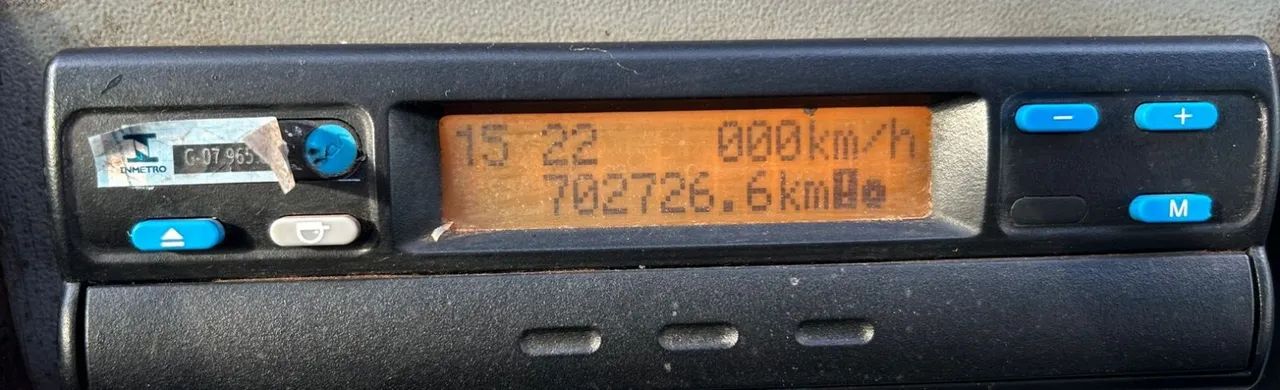 INMETRO
15 22 000km/h
702726.6km
− +
M